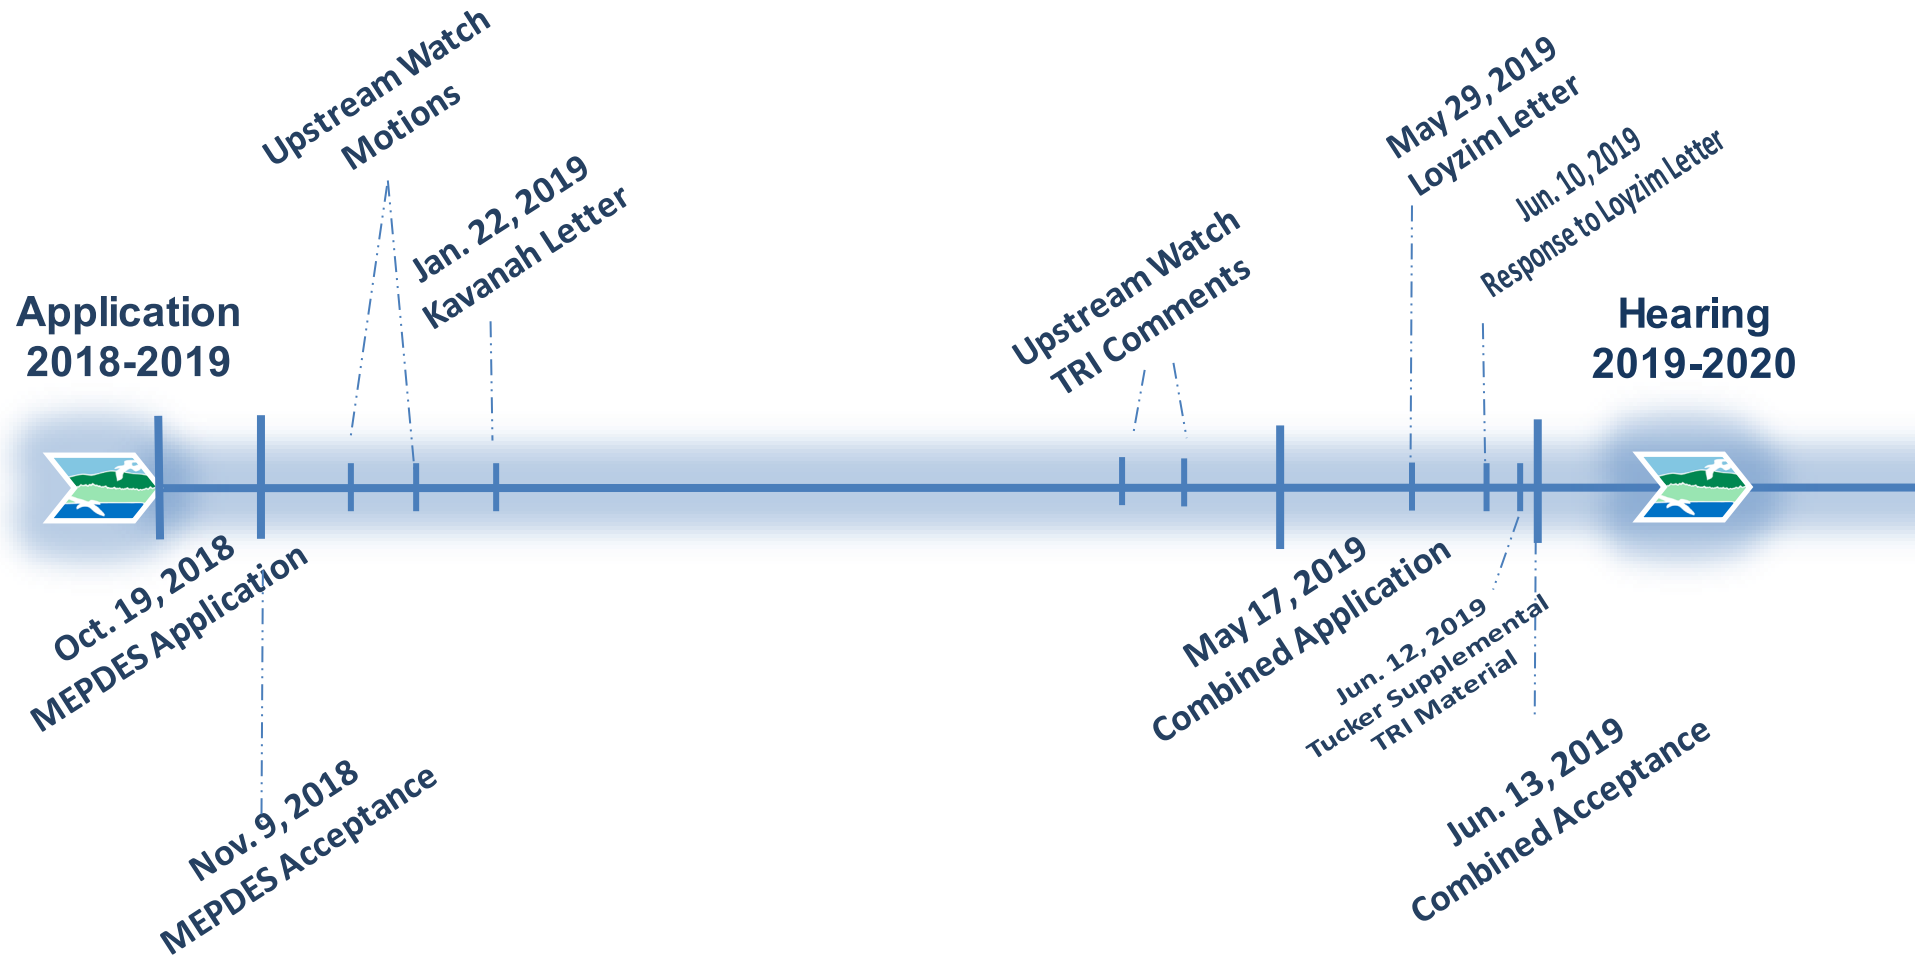 Upstream Watch
Motions
Jan. 22, 2019
Kavanah Letter
Upstream Watch
TRI Comments
May 29, 2019
Loyzim Letter
Jun. 10, 2019
Response to Loyzim Letter
Application
2018-2019
Hearing
2019-2020
Oct. 19, 2018
MEPDES Application
Nov. 9, 2018
MEPDES Acceptance
May 17, 2019
Combined Application
Jun. 12, 2019
Tucker Supplemental
TRI Material
Jun. 13, 2019
Combined Acceptance